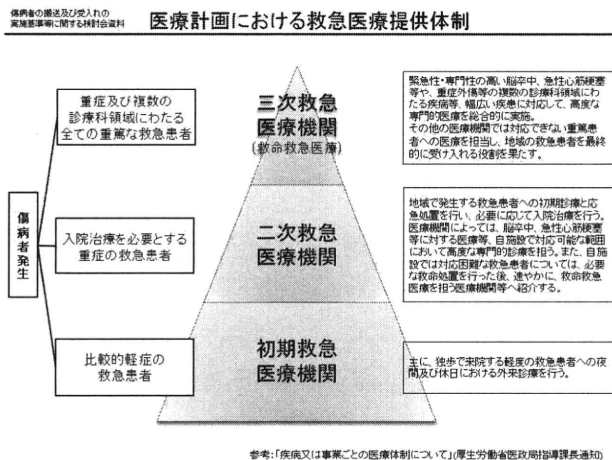 傷病者の搬送及び受入れの
実施基準等に関する検討会資料
医療計画における救急医療提供体制
傷病者発生
重症及び複数の
診療科領域にわたる
全ての重篤な救急患者
三次救急
医療機関
(救命救急医療)
緊急性・専門性の高い脳卒中、急性心筋梗塞
等や、重症外傷等の複数の診療科領域にわ
たる疾病等、幅広い疾患に対応して、高度な
専門的医療を総合的に実施。
その他の医療機関では対応できない重篤患
者への医療を担当し、地域の救急患者を最終
的に受け入れる役割を果たす。
入院治療を必要とする
重症の救急患者
二次救急
医療機関
地域で発生する救急患者への初期診療と応
急処置を行い、必要に応じて入院治療を行う。
医療機関によっては、脳卒中、急性心筋梗塞
等に対する医療等、自施設で対応可能な範囲
において高度な専門的診療を担う。また、自施
設では対応困難な救急患者については、必要
な救命処置を行った後、速やかに、救命救急
医療を担う医療機関等へ紹介する。
比較的軽症の
救急患者
初期救急
医療機関
主に、独歩で来院する軽度の救急患者への夜
間及び休日における外来診療を行う。
参考:「疾病又は事業ごとの医療体制について」(厚生労働省医政局指導課長通知)